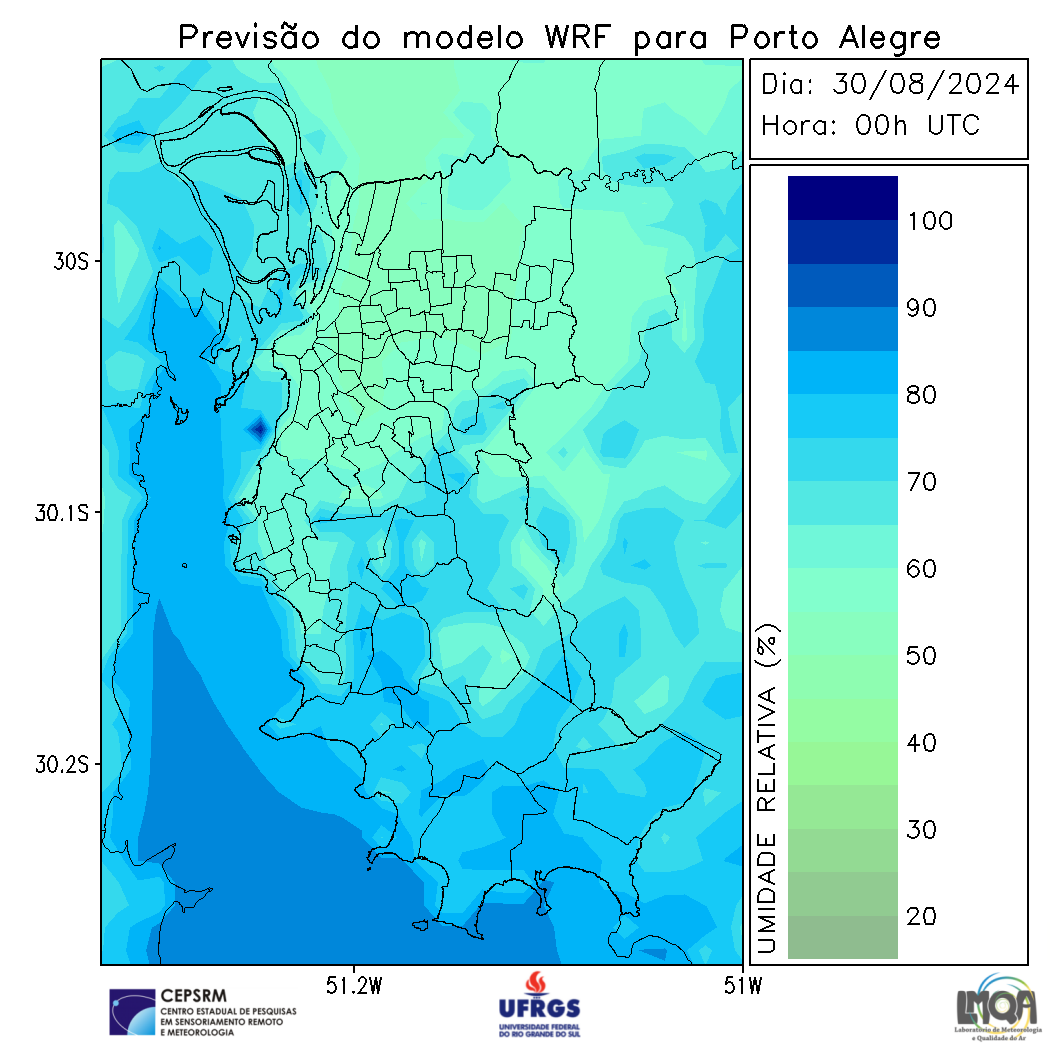 Previsão do modelo WRF para Porto Alegre
Dia: 30/08/2024
Hora: 00h UTC
30S
30.1S
30.2S
51.2W
51W
100
90
80
70
60
50
40
30
20
UMIDADE RELATIVA (%)
CEPSRM
CENTRO ESTADUAL DE PESQUISAS
EM SENSORIAMENTO REMOTO
E METEOROLOGIA
UFRGS
UNIVERSIDADE FEDERAL
DO RIO GRANDE DO SUL
LMQA
Laboratório de Meteorologia
e Qualidade do Ar